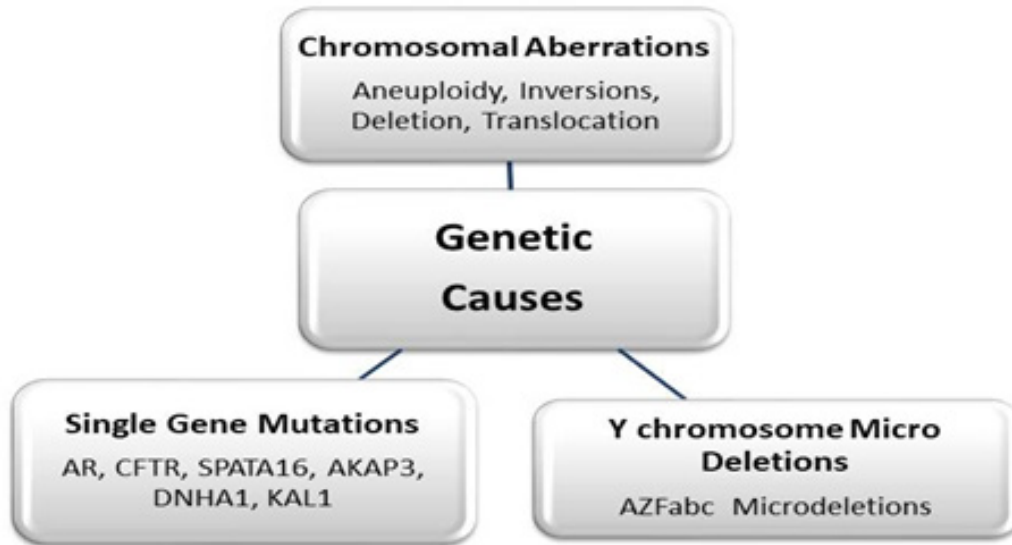 Chromosomal Aberrations
Aneuploidy, Inversions,
Deletion, Translocation
Genetic
Causes
Single Gene Mutations
AR, CFTR, SPATA16, AKAP3,
DNHA1, KAL1
Y chromosome Micro
Deletions
AZFabc Microdeletions